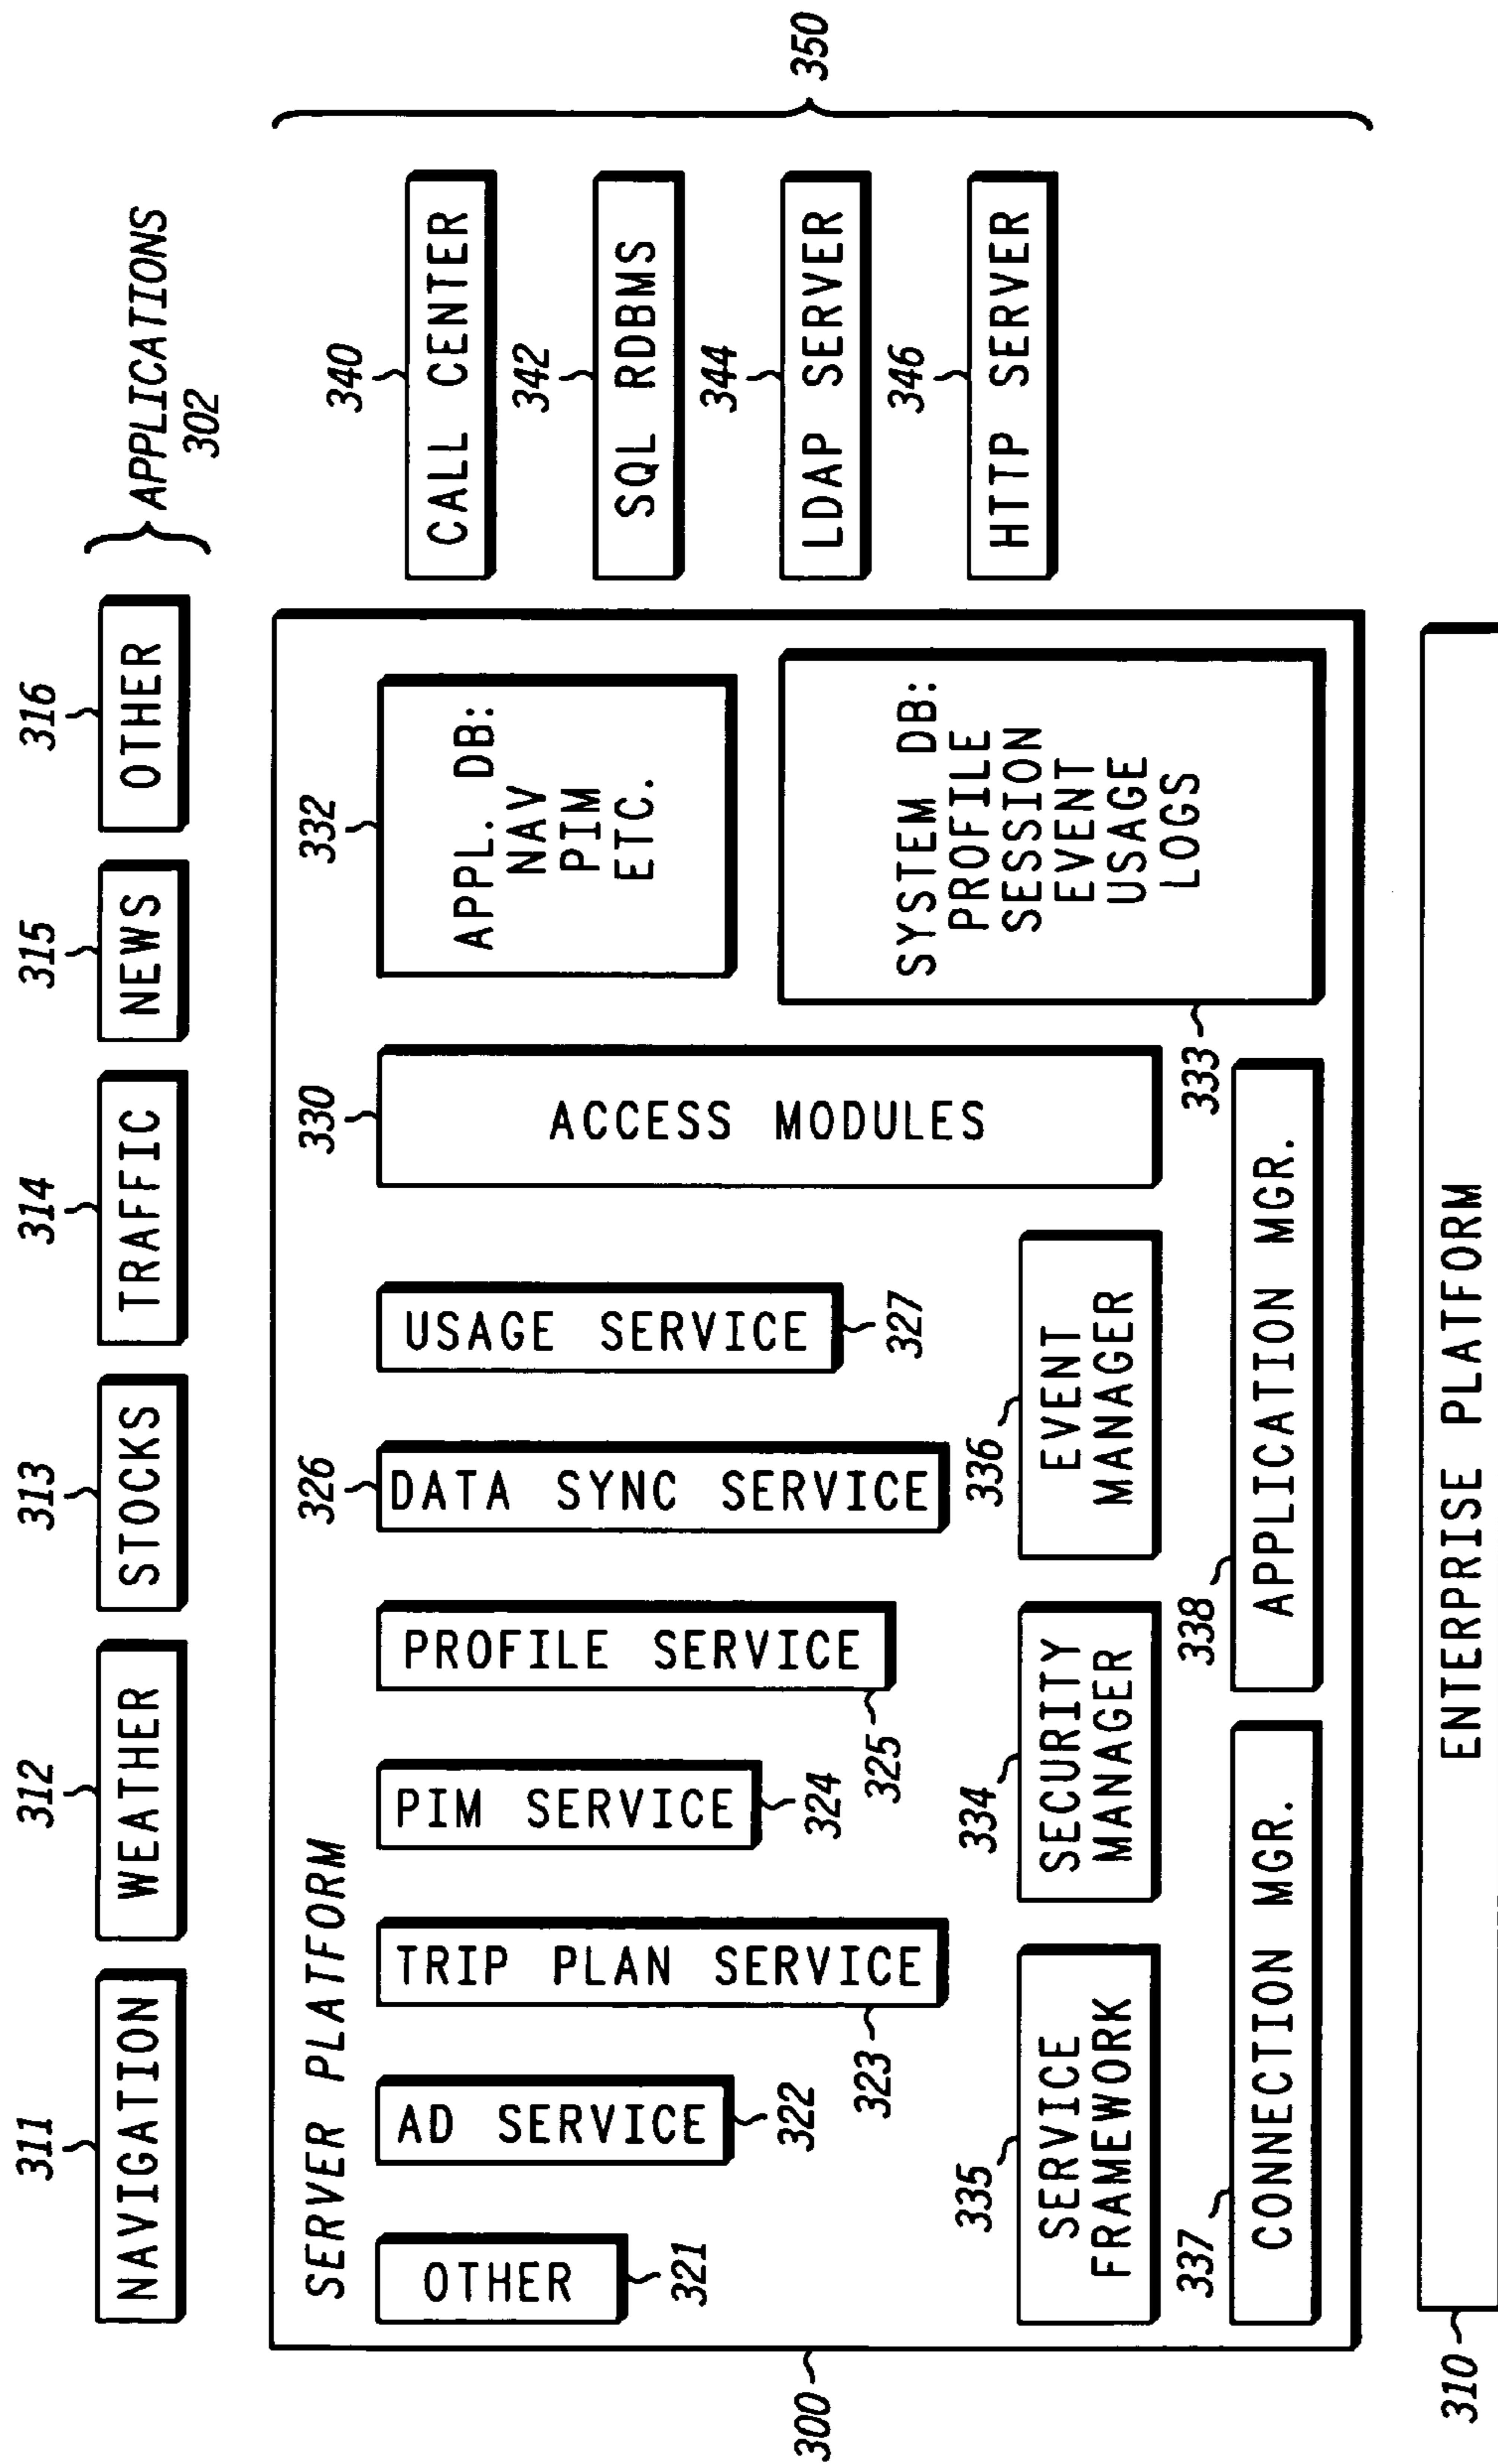 311
312
313
314
315
316
NAVIGATION
WEATHER
STOCKS
TRAFFIC
NEWS
OTHER
APPLICATIONS
302
SERVER PLATFORM
300
OTHER
321
AD SERVICE
322
TRIP PLAN SERVICE
323
PIM SERVICE
324
PROFILE SERVICE
325
326
DATA SYNC SERVICE
USAGE SERVICE
327
330
ACCESS MODULES
332
APPL. DB:
NAV
PIM
ETC.
SYSTEM DB:
PROFILE
SESSION
EVENT
USAGE
LOGS
333
335
SERVICE
FRAMEWORK
334
SECURITY
MANAGER
336
EVENT
MANAGER
337
CONNECTION MGR.
338
APPLICATION MGR.
340
CALL CENTER
342
SQL RDBMS
344
LDAP SERVER
346
HTTP SERVER
350
310
ENTERPRISE PLATFORM